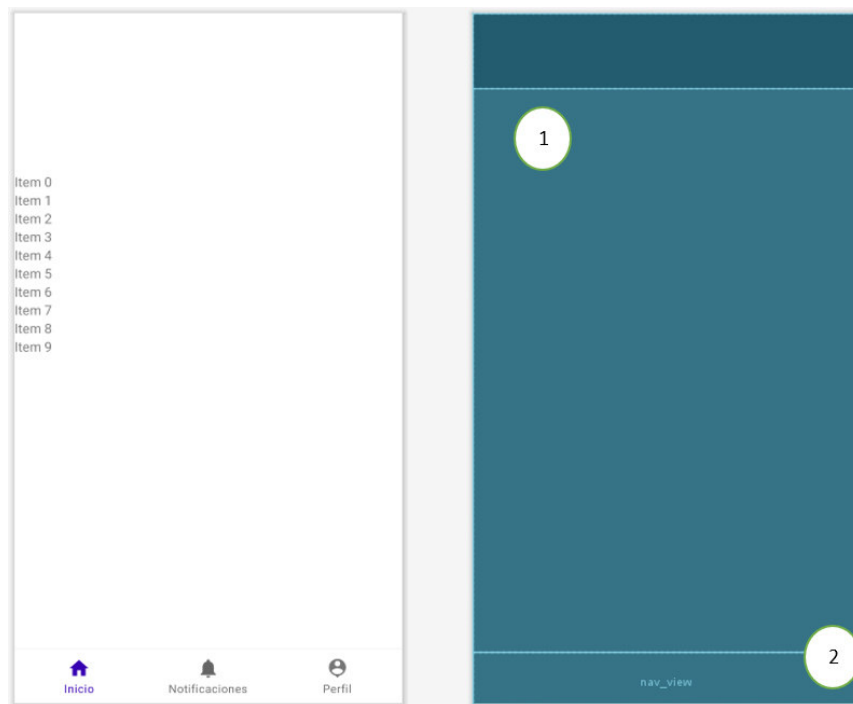 1
Item 0
Item 1
Item 2
Item 3
Item 4
Item 5
Item 6
Item 7
Item 8
Item 9
2
nav_view
Inicio
Notificaciones
Perfil